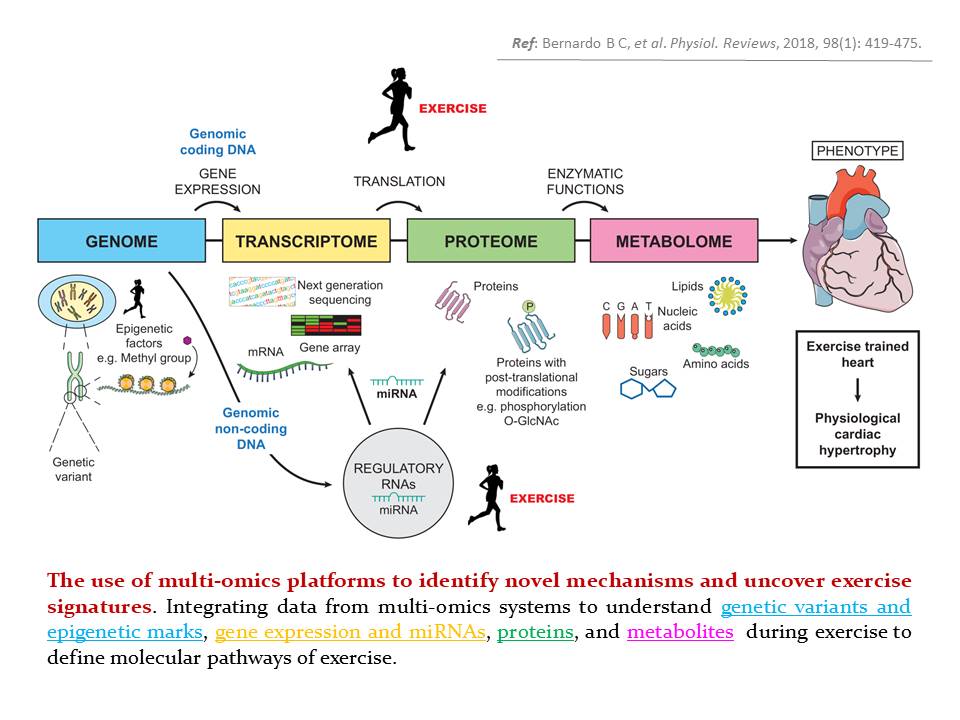 Ref: Bernardo B C, et al. Physiol. Reviews, 2018, 98(1): 419-475.
EXERCISE
Genomic
coding DNA
GENE
EXPRESSION
TRANSLATION
ENZYMATIC
FUNCTIONS
PHENOTYPE
GENOME
TRANSCRIPTOME
PROTEOME
METABOLOME
Epigenetic
factors
e.g. Methyl group
Genetic
variant
Next generation
sequencing
Gene array
mRNA
miRNA
Genomic
non-coding
DNA
REGULATORY
RNAs
miRNA
EXERCISE
Proteins
P
Proteins with
post-translational
modifications
e.g. phosphorylation
O-GlcNAc
Lipids
C G A T
Nucleic
acids
Amino acids
Sugars
Exercise trained
heart
Physiological
cardiac
hypertrophy
The use of multi-omics platforms to identify novel mechanisms and uncover exercise
signatures. Integrating data from multi-omics systems to understand genetic variants and
epigenetic marks, gene expression and miRNAs, proteins, and metabolites during exercise to
define molecular pathways of exercise.